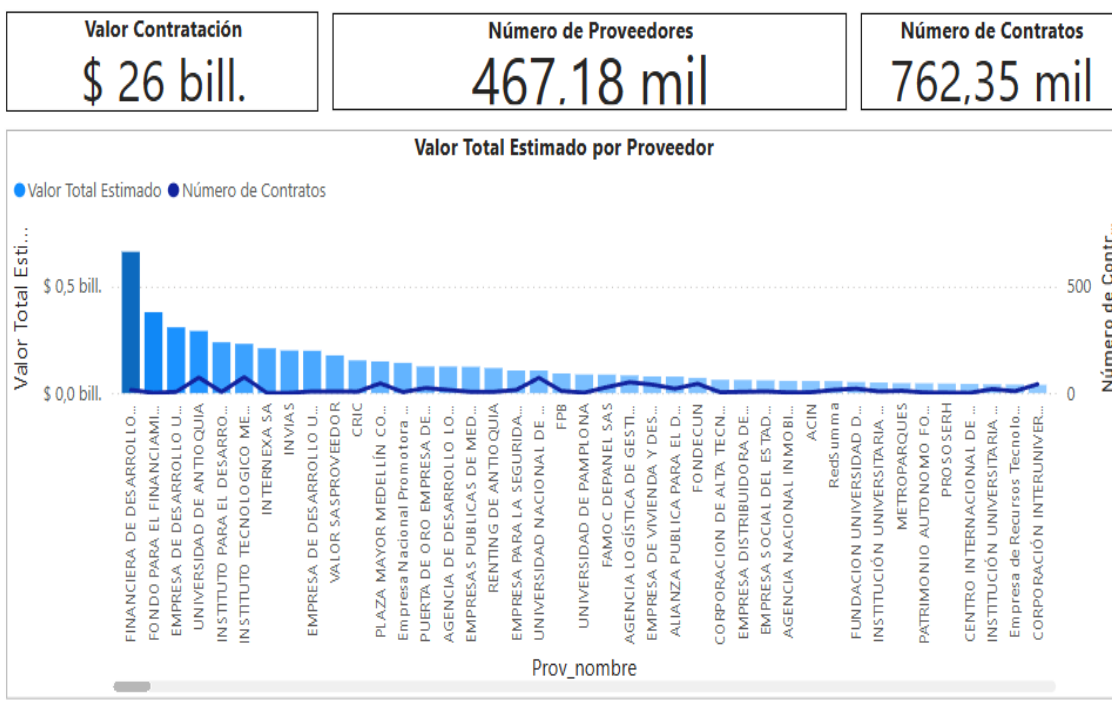 Valor Contratación
$ 26 bill.
Número de Proveedores
467,18 mil
Número de Contratos
762,35 mil
Valor Total Estimado por Proveedor
Valor Total Estimado
Número de Contratos
Valor Total Esti...
$ 0,5 bill.
$ 0,0 bill.
500
0
Número de Contr...
FINANCIERA DE DESARROLLO...
FONDO PARA EL FINANCIAMI...
EMPRESA DE DESARROLLO U...
UNIVERSIDAD DE ANTIOQUIA
INSTITUTO PARA EL DESARRO...
INSTITUTO TECNOLOGICO ME...
INTERNEXA SA
INVIAS
EMPRESA DE DESARROLLO U...
VALOR SASPROVEEDOR
CRIC
PLAZA MAYOR MEDELLÍN CO...
Empresa Nacional Promotora ...
PUERTA DE ORO EMPRESA DE...
AGENCIA DE DESARROLLO LO...
EMPRESAS PUBLICAS DE MED...
RENTING DE ANTIOQUIA
EMPRESA PARA LA SEGURIDA...
UNIVERSIDAD NACIONAL DE ...
FPB
UNIVERSIDAD DE PAMPLONA
FAMOC DEPANEL SAS
AGENCIA LOGÍSTICA DE GESTI...
EMPRESA DE VIVIENDA Y DES...
ALIANZA PUBLICA PARA EL D...
FONDECUN
CORPORACION DE ALTA TECN...
EMPRESA DISTRIBUIDORA DE...
EMPRESA SOCIAL DEL ESTAD...
AGENCIA NACIONAL INMOBI...
ACIN
RedSumma
FUNDACION UNIVERSIDAD D...
INSTITUCIÓN UNIVERSITARIA ...
METROPARQUES
PATRIMONIO AUTONOMO FO...
PROSOSERH
CENTRO INTERNACIONAL DE ...
INSTITUCIÓN UNIVERSITARIA ...
Empresa de Recursos Tecnolo...
CORPORACIÓN INTERUNIVER...
Prov_nombre